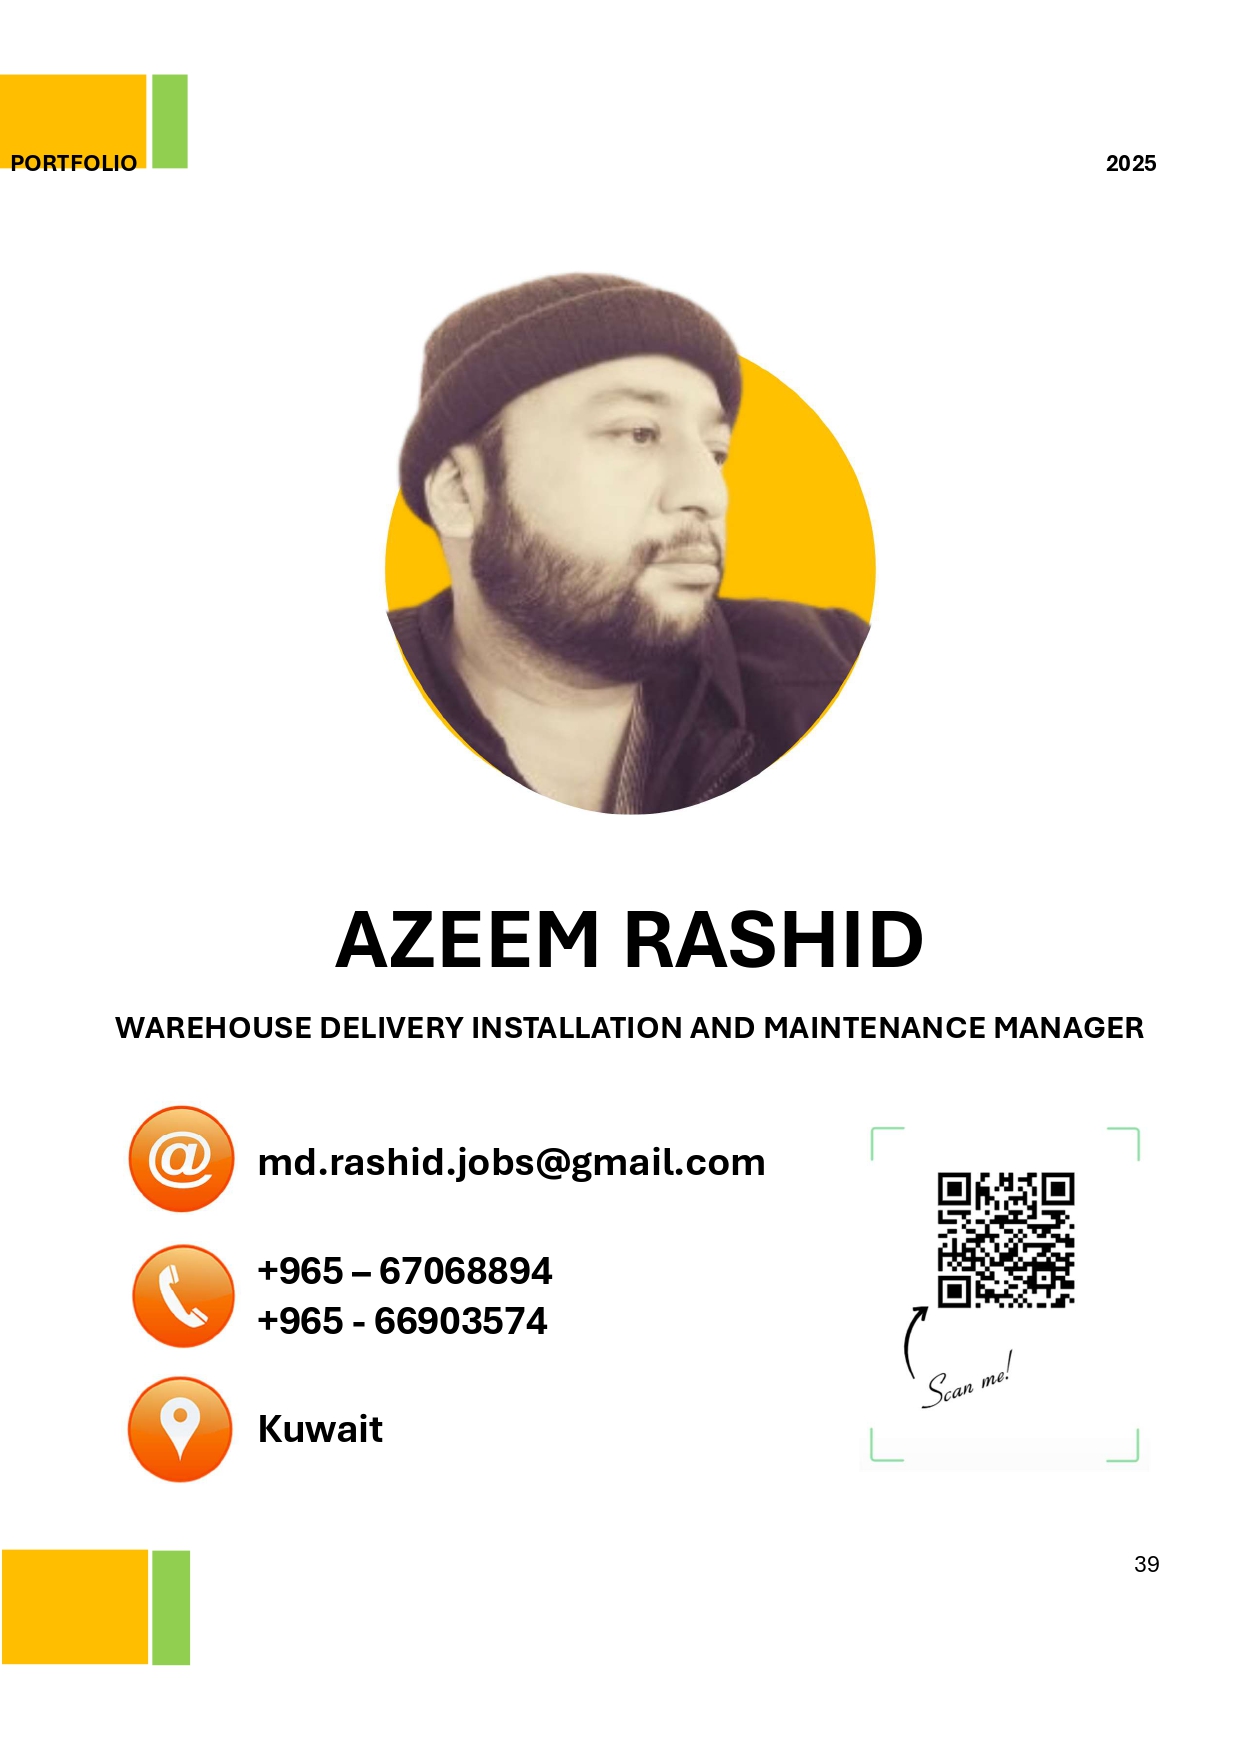 PORTFOLIO
2025
AZEEM RASHID
WAREHOUSE DELIVERY INSTALLATION AND MAINTENANCE MANAGER
md.rashid.jobs@gmail.com
+965 – 67068894
+965 - 66903574
Kuwait
Scan me!
39